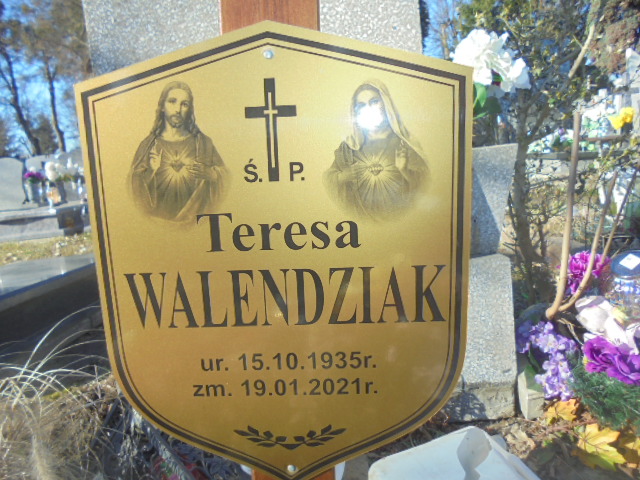 Ś. P.
Teresa
WALENDZIAK
ur. 15.10.1935r.
zm. 19.01.2021r.